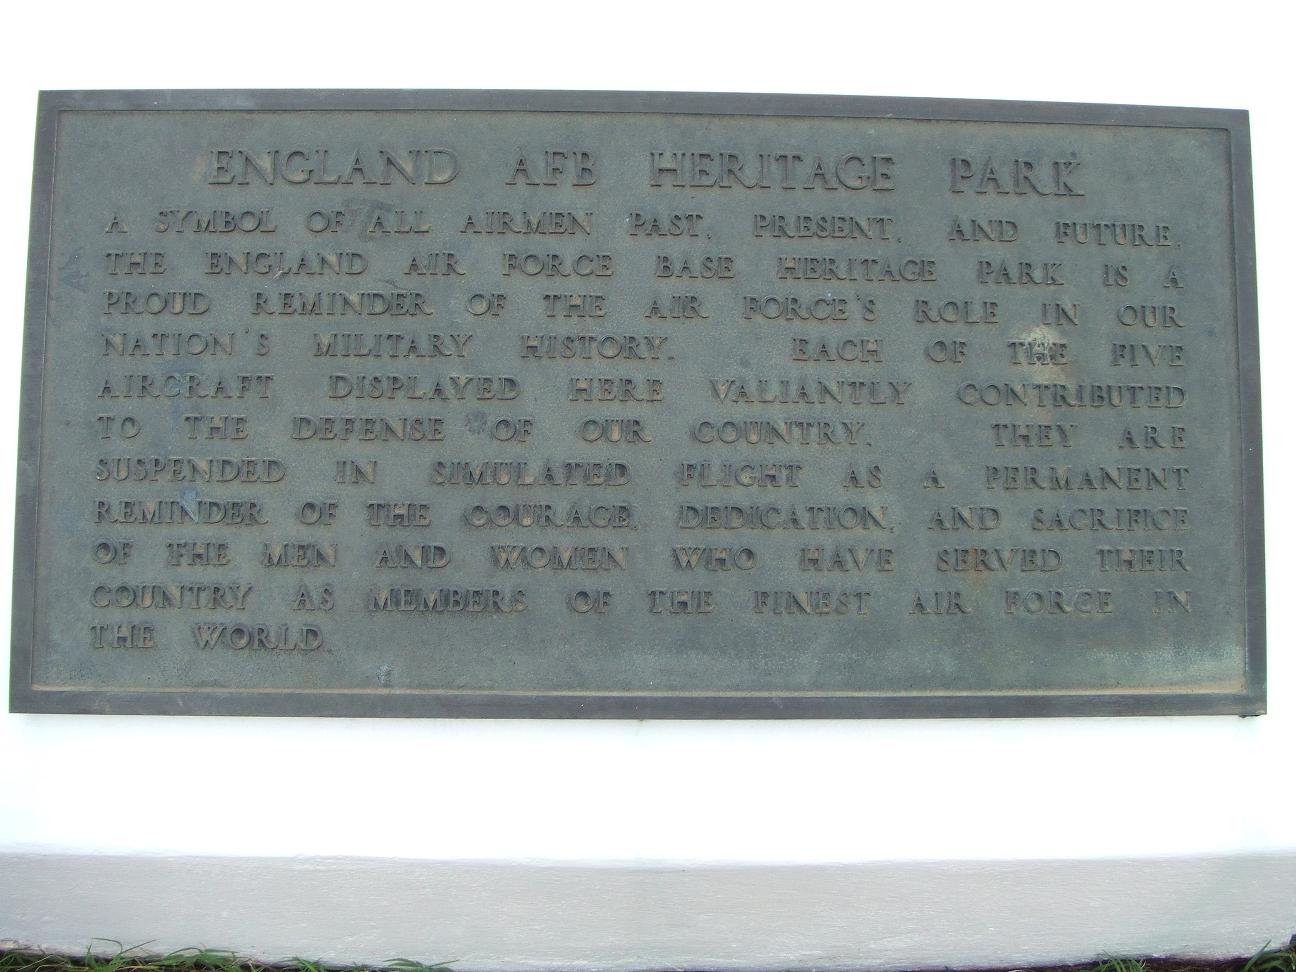 ENGLAND AFB HERITAGE PARK
A SYMBOL OF ALL AIRMEN PAST, PRESENT, AND FUTURE,
THE ENGLAND AIR FORCE BASE HERITAGE PARK IS A
PROUD REMINDER OF THE AIR FORCE'S ROLE IN OUR
NATION'S MILITARY HISTORY. EACH OF THE FIVE
AIRCRAFT DISPLAYED HERE VALIANTLY CONTRIBUTED
TO THE DEFENSE OF OUR COUNTRY. THEY ARE
SUSPENDED IN SIMULATED FLIGHT AS A PERMANENT
REMINDER OF THE COURAGE, DEDICATION, AND SACRIFICE
OF THE MEN AND WOMEN WHO HAVE SERVED THEIR
COUNTRY AS MEMBERS OF THE FINEST AIR FORCE IN
THE WORLD.